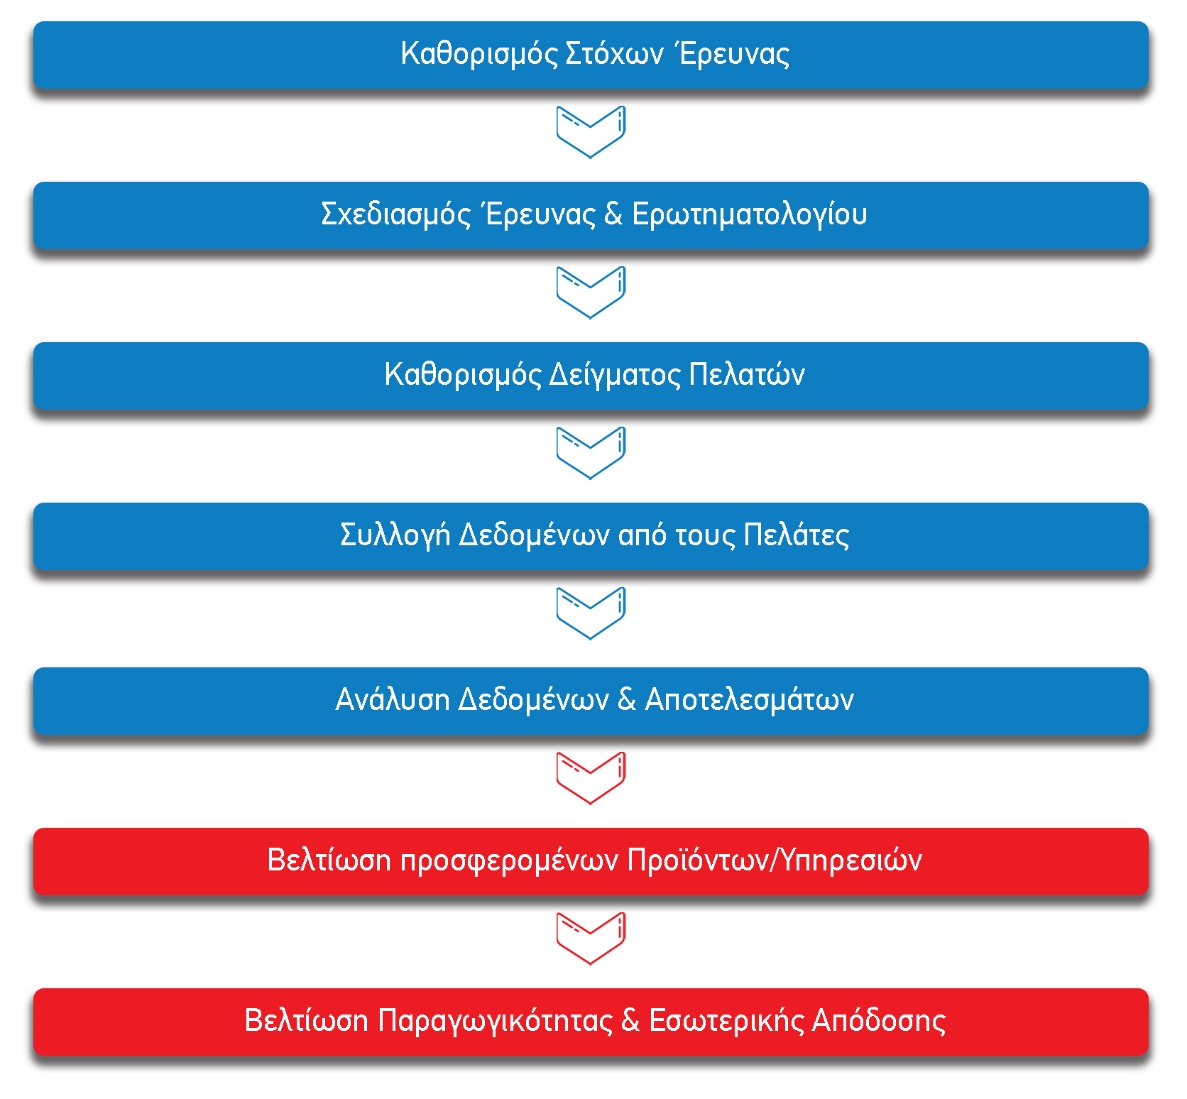 Καθορισμός Στόχων Έρευνας
Σχεδιασμός Έρευνας & Ερωτηματολογίου
Καθορισμός Δείγματος Πελατών
Συλλογή Δεδομένων από τους Πελάτες
Ανάλυση Δεδομένων & Αποτελεσμάτων
Βελτίωση προσφερομένων Προϊόντων/Υπηρεσιών
Βελτίωση Παραγωγικότητας & Εσωτερικής Απόδοσης